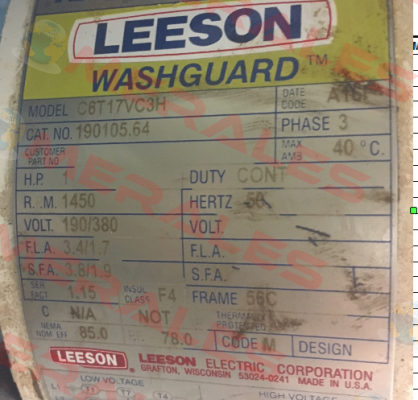 LEESON
WASHGUARD™
MODEL C6T17VC3H DATE CODE
CAT. NO. 190105.64 PHASE 3
CUSTOMER PART NO MAX AMB 40 °C.
H.P. 1 DUTY CONT
R. .M. 1450 HERTZ 50
VOLT. 190/380 VOLT.
F.L.A. 3.4/1.7 F.L.A.
S.F.A. 3.8/1.9 S.F.A.
SER FACT 1.15 INSUL CLASS F4 FRAME 56C
C N/A NOT THERMALLY PROTECTED
NEMA NOM EFF 85.0 78.0 CODE M DESIGN
LEESON LEESON ELECTRIC CORPORATION
GRAFTON, WISCONSIN 53024-0241 MADE IN U.S.A.
LOW VOLTAGE HIGH VOLTAGE